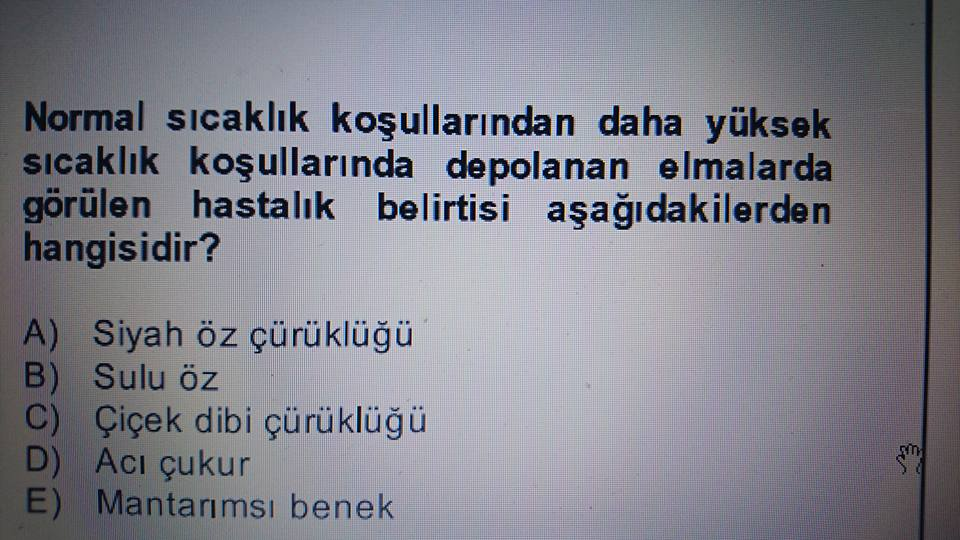 Normal sıcaklık koşullarından daha yüksek
sıcaklık koşullarında depolanan elmalarda
görülen hastalık belirtisi aşağıdakilerden
hangisidir?
A) Siyah öz çürüklüğü
B) Sulu öz
C) Çiçek dibi çürüklüğü
D) Acı çukur
E) Mantarımsı benek